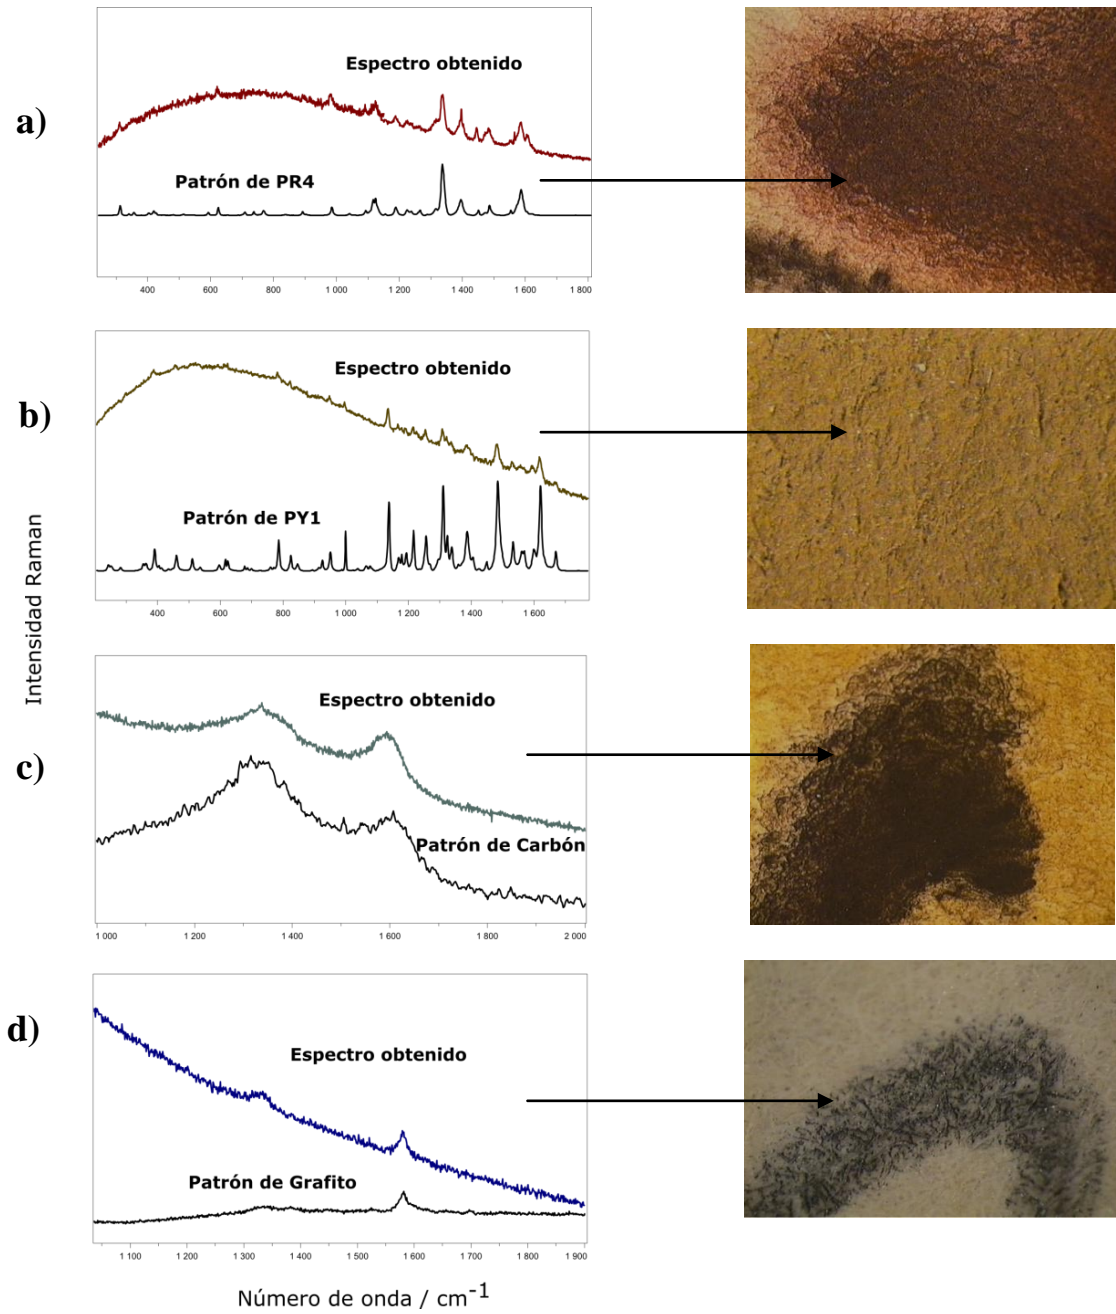 a)
Espectro obtenido
Patrón de PR4
400 600 800 1 000 1 200 1 400 1 600 1 800
b)
Espectro obtenido
Patrón de PY1
400 600 800 1 000 1 200 1 400 1 600
Intensidad Raman
c)
Espectro obtenido
Patrón de Carbón
1 000 1 200 1 400 1 600 1 800 2 000
d)
Espectro obtenido
Patrón de Grafito
1 100 1 200 1 300 1 400 1 500 1 600 1 700 1 800 1 900
Número de onda / cm-1